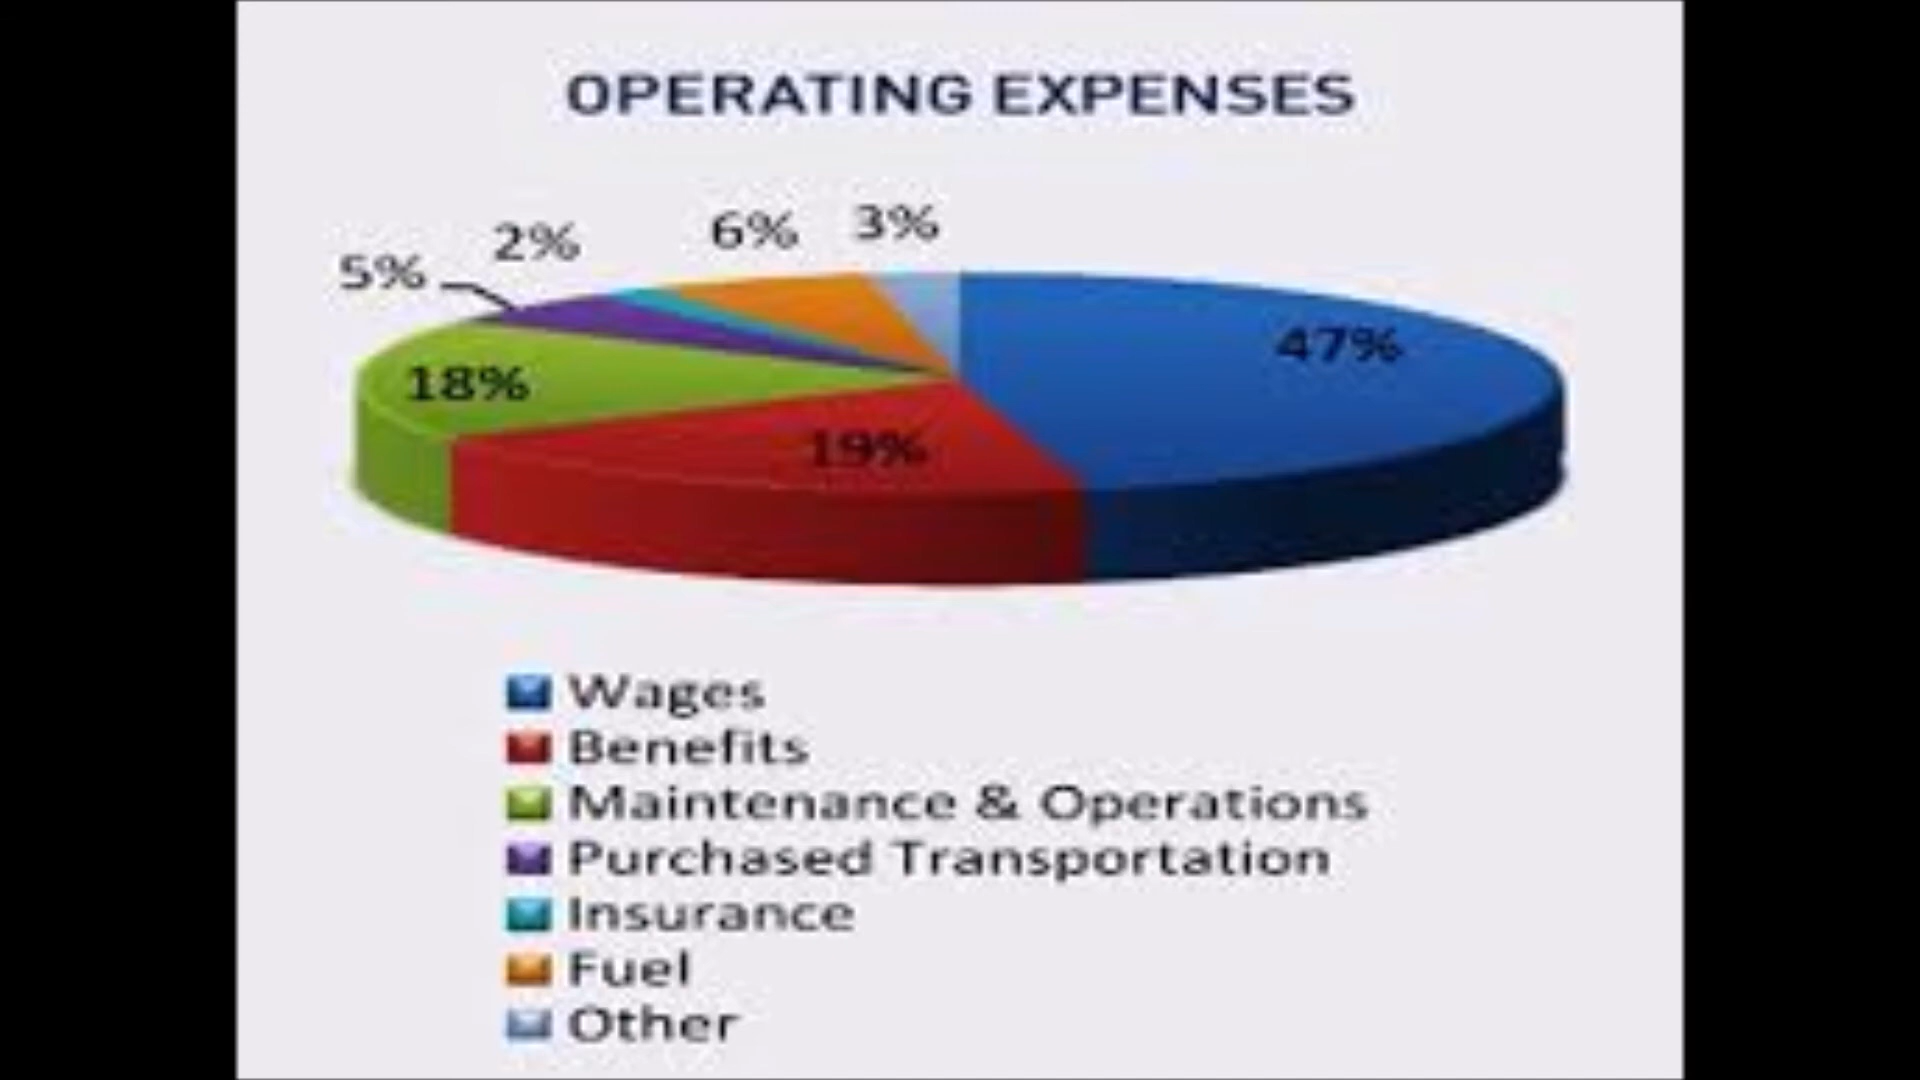 OPERATING EXPENSES
5%
2%
6%
3%
47%
18%
19%
Wages
Benefits
Maintenance & Operations
Purchased Transportation
Insurance
Fuel
Other